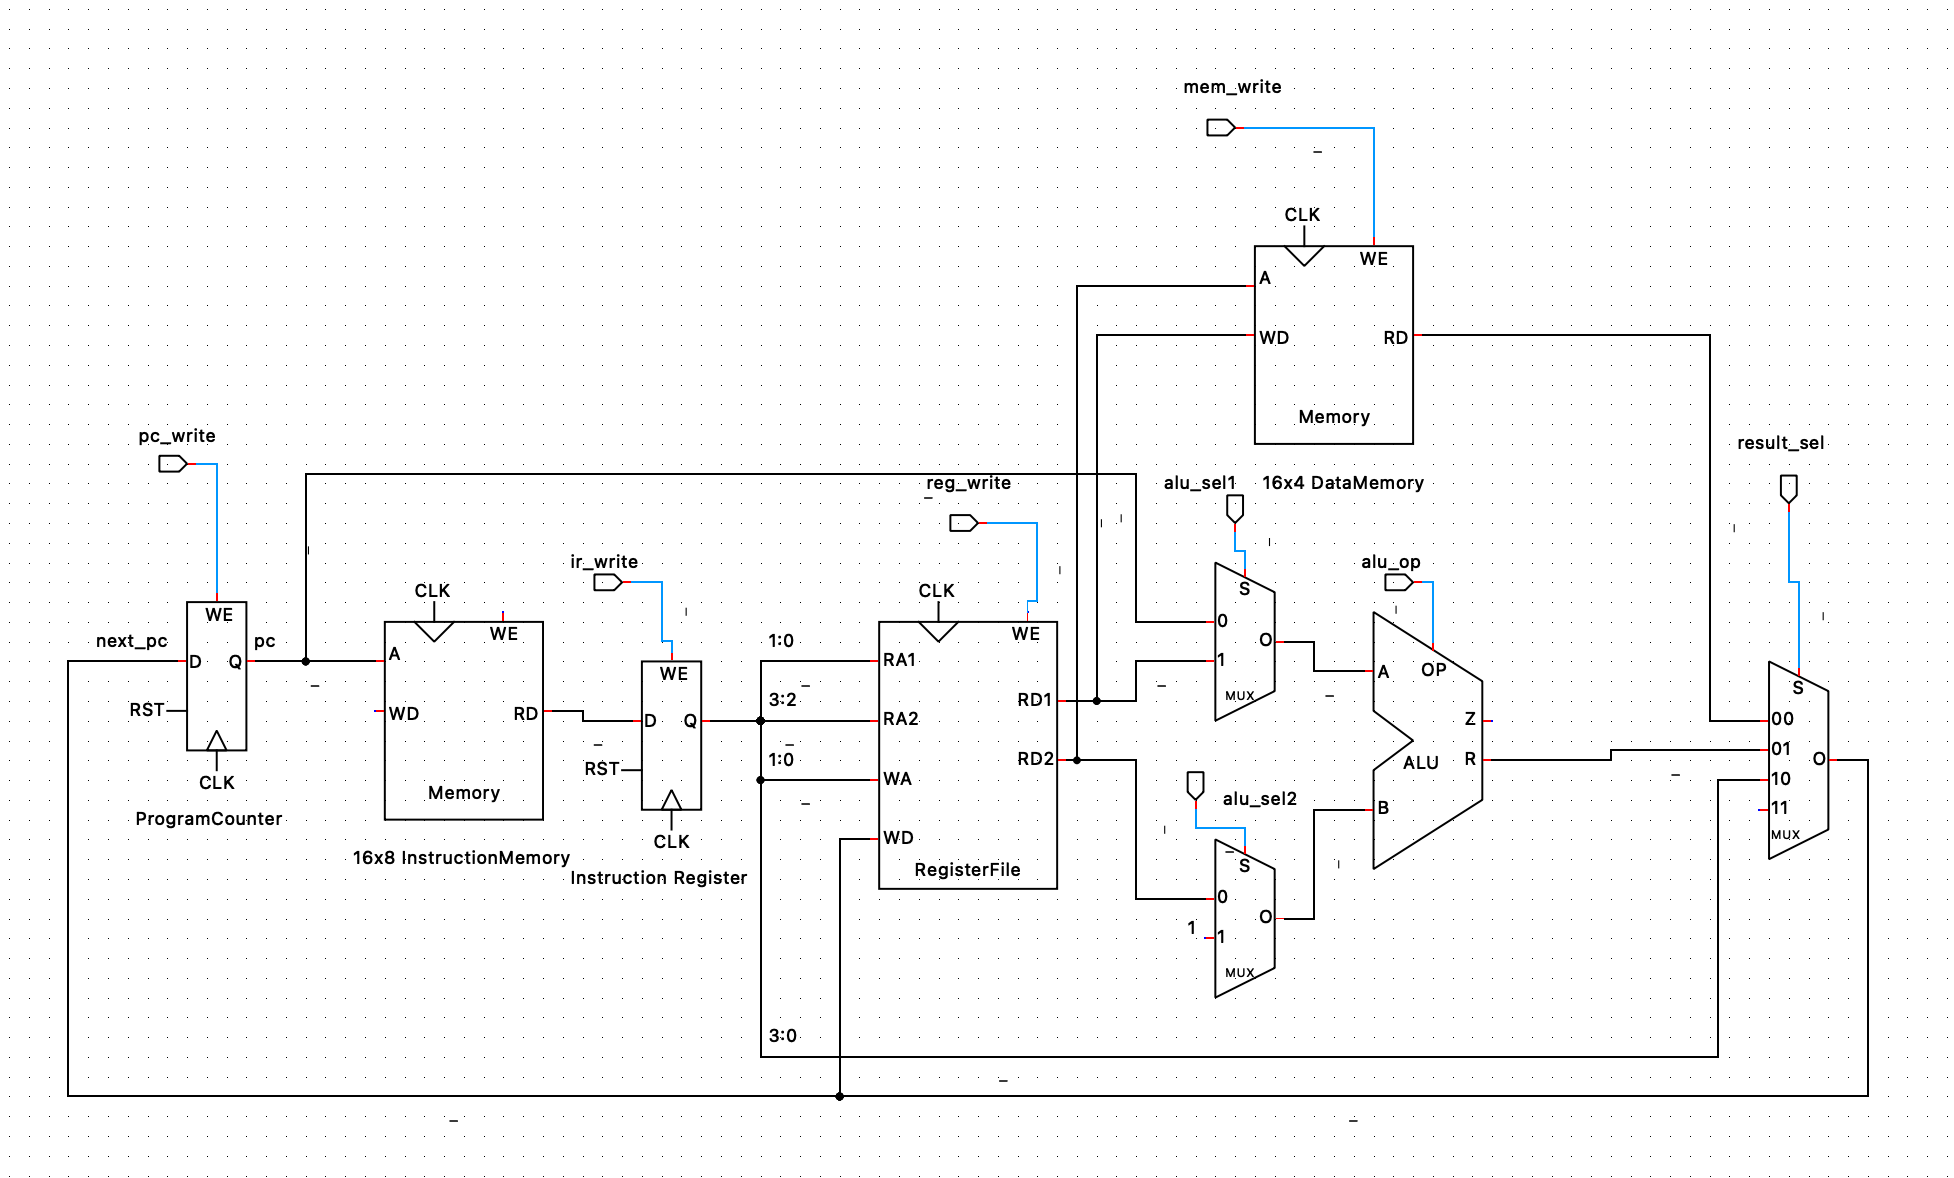 mem_write
CLK
WE
A
WD
RD
Memory
16x4 DataMemory
pc_write
WE
next_pc
D
Q
pc
RST
CLK
ProgramCounter
CLK
WE
A
WD
RD
Memory
16x8 InstructionMemory
ir_write
WE
D
Q
RST
CLK
Instruction Register
1:0
3:2
1:0
3:0
reg_write
CLK
WE
RA1
RA2
WA
WD
RD1
RD2
RegisterFile
alu_sel1
S
0
1
O
MUX
alu_sel2
S
0
1
1
O
MUX
alu_op
OP
A
B
Z
R
ALU
result_sel
S
00
01
10
11
O
MUX